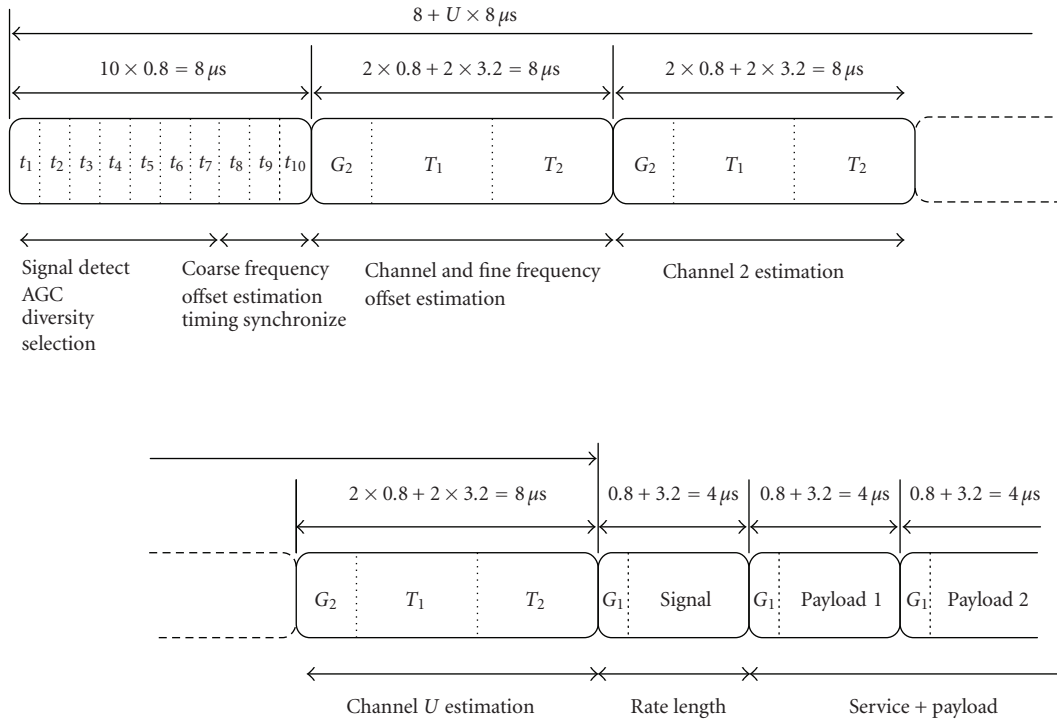 8 + U × 8 μs
10 × 0.8 = 8 μs
2 × 0.8 + 2 × 3.2 = 8 μs
2 × 0.8 + 2 × 3.2 = 8 μs
t1 t2 t3 t4 t5 t6 t7 t8 t9 t10
G2 T1 T2
G2 T1 T2
Signal detect
AGC
diversity
selection
Coarse frequency
offset estimation
timing synchronize
Channel and fine frequency
offset estimation
Channel 2 estimation
2 × 0.8 + 2 × 3.2 = 8 μs
0.8 + 3.2 = 4 μs
0.8 + 3.2 = 4 μs
0.8 + 3.2 = 4 μs
G2 T1 T2
G1 Signal
G1 Payload 1
G1 Payload 2
Channel U estimation
Rate length
Service + payload